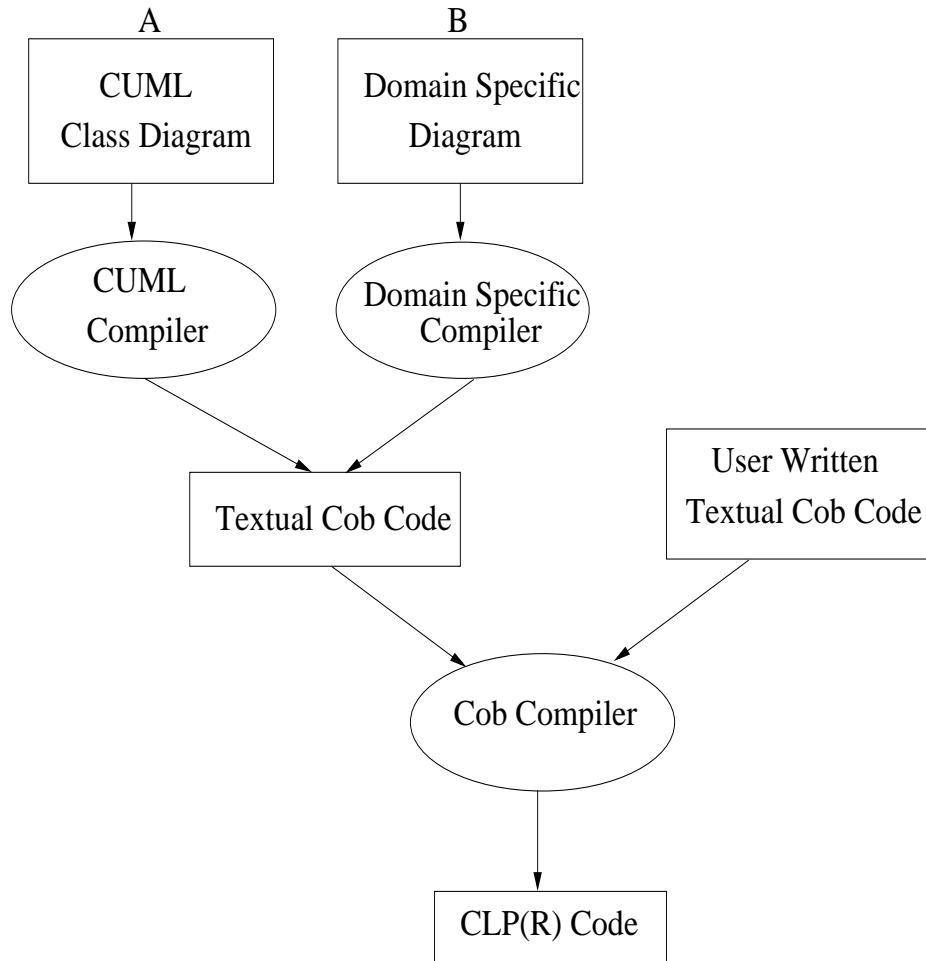 A
B
CUML
Class Diagram
Domain Specific
Diagram
CUML
Compiler
Domain Specific
Compiler
Textual Cob Code
User Written
Textual Cob Code
Cob Compiler
CLP(R) Code